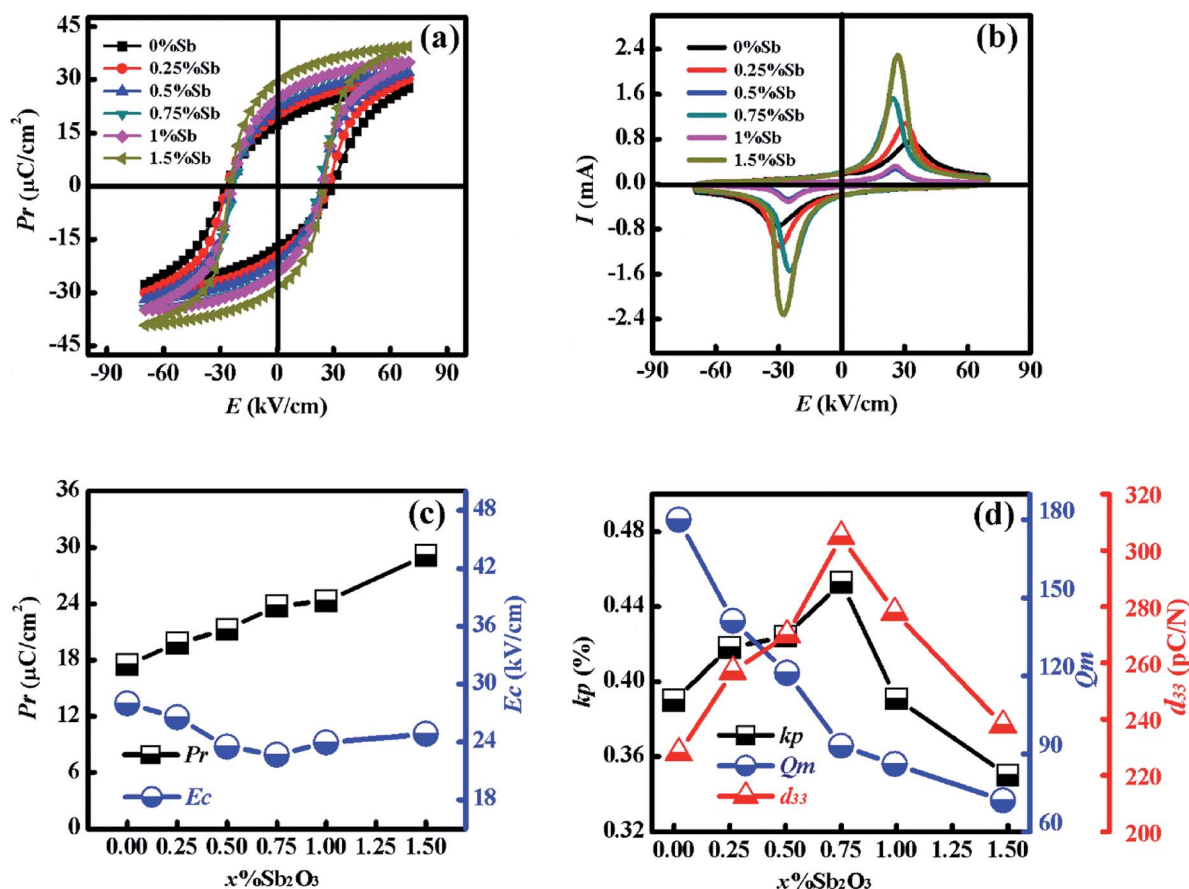 (a)
45
30
15
0
-15
-30
-45
Pr (µC/cm²)
0%Sb
0.25%Sb
0.5%Sb
0.75%Sb
1%Sb
1.5%Sb
-90 -60 -30 0 30 60 90
E (kV/cm)
(b)
2.4
1.6
0.8
0.0
-0.8
-1.6
-2.4
I (mA)
0%Sb
0.25%Sb
0.5%Sb
0.75%Sb
1%Sb
1.5%Sb
-90 -60 -30 0 30 60 90
E (kV/cm)
(c)
36
30
24
18
12
6
0
Pr (µC/cm²)
48
42
36
30
24
18
Ec (kV/cm)
Pr
Ec
0.00 0.25 0.50 0.75 1.00 1.25 1.50
x%Sb₂O₃
(d)
0.48
0.44
0.40
0.36
0.32
kp (%)
180
150
120
90
60
Qm
320
300
280
260
240
220
200
d₃₃ (pC/N)
kp
Qm
d₃₃
0.00 0.25 0.50 0.75 1.00 1.25 1.50
x%Sb₂O₃